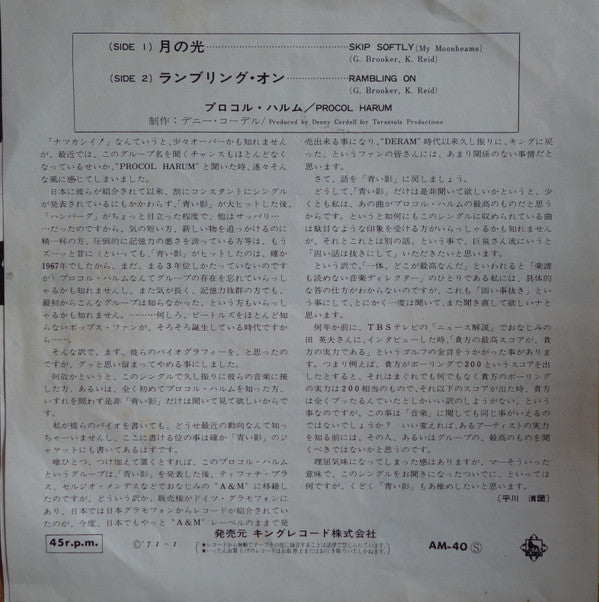 (SIDE 1) 月の光…………………SKIP SOFTLY (My Moonbeams)
(G. Brooker, K. Reid)
(SIDE 2) ランブリング・オン…………RAMBLING ON
(G. Brooker, K. Reid)
プロコル・ハルム／PROCOL HARUM
制作：デニー・コーデル／Produced by Denny Cordell for Tarantula Productions
「ナツカシイ！」なんていうと、少々オーバーかも知れませ
んが、最近では、このグループ名を聞くチャンスもほとんどなく
なっているせいか、"PROCOL HARUM"と聞いた時、遂々そん
な風に感じてしまいました。
日本に彼らが紹介されて以来、割にコンスタントにシングル
が発表されているにもかかわらず、「青い影」が大ヒットした後、
「ハンバーグ」がちょっと目立った程度で、他はサッパリ…
…だったのですから、気の短い方、新しい物を追っかけるのに
精一杯の方、圧倒的に記憶力の悪さを誇っている方等は、もう
ズーッと昔に（といっても、「青い影」がヒットしたのは、確か
1967年でしたから、まだ、まる3年位しかたっていないのです
が）プロコル・ハルムなんてグループの存在を忘れていらっし
ゃるかも知れませんし、また気が長く、記憶力抜群の方でも、
最初からこんなグループは知らなかった、という方もいらっし
ゃるかも知れません。………何しろ、ビートルズをほとんど知
らないポップス・ファンが、そろそろ誕生している時代ですか
ら……。
そんな訳で、まず、彼らのバイオグラフィーを、と思ったの
ですが、グッと思い留まってやめる事にしました。
何故かというと、このシングルで久し振りに彼らの音楽に接
した方、あるいは、全く初めてプロコル・ハルムを知った方、
いずれを問わず是非「青い影」だけは聞いて見て欲しいからで
す。
私が彼らのバイオを書いても、どうせ最近の動向なんて知っ
ちゃーいませんし、ここに書ける位の事は確か「青い影」のジ
ャケットにも書いてあるはずです。
唯ひとつ、つけ加えて置くとすれば、このプロコル・ハルム
というグループは、「青い影」を発表した後、ティファナ・ブラ
ス、セルジオ・メンデスなどでおなじみの"A&M"に移籍し
たのですが、どういう訳か、販売権がドイツ・グラモフォンに
あり、日本では日本グラモフォンからレコードが紹介されてい
たのが、今度、日本でもやっと"A&M"レーベルのままで発
売出来る事になり、"DERAM"時代以来久し振りに、キングに戻
った、というファンの皆さんには、あまり関係のない事情だと
思います。
さて、話を「青い影」に戻しましょう。
どうして、「青い影」だけは是非聞いて欲しいかというと、少
くとも私は、あの曲がプロコル・ハルムの最高のものだと思う
からです。というと如何にもこのシングルに収められている曲
は駄目なような印象を受ける方がいらっしゃるかも知れません
が、それとこれとは別の話、という事で、巨泉さん流にいうと
「固い話は抜きにして」いただきたいと思います。
という訳で、「一体、どこが最高なんだ」といわれると「楽譜
も読めない音楽ディレクター」のひとりである私には、具体的
な答の仕方がわからないのですが、これも「固い事抜き」とい
う事にして、とにかく一度は聞いて、また聞き直して欲しいナと
思います。
何年か前に、TBSテレビの「ニュース解説」でおなじみの
田 英夫さんに、インタビューした時、「貴方の最高スコアが、貴
方の実力である」というゴルフの金言をうかがった事がありま
す。つまり例えば、貴方がボーリングで200というスコアを出
したとすると、それはまぐれでも何でもなく貴方のボーリング
の実力は200相当のもので、それ以下のスコアが出た時、貴方
は全くブッたるんでいたとしかいい訳のしようがない、という
事なのですが、この事は「音楽」に関しても同じ事がいえるの
ではないでしょうか？ いい変えれば、あるアーティストの実力
を知る前には、その人、あるいはグループの、最高のものを聞
くべきではないかと思うのです。
理屈気味になってしまった感はありますが、マーそういった
意味で、このシングルをお聞きになったついでに、といっては
何ですが、くどく「青い影」もお推めしたいと思います。
〔平川 清圀〕
45r.p.m.
©'71・1
発売元 キングレコード株式会社
AM-40 Ⓢ